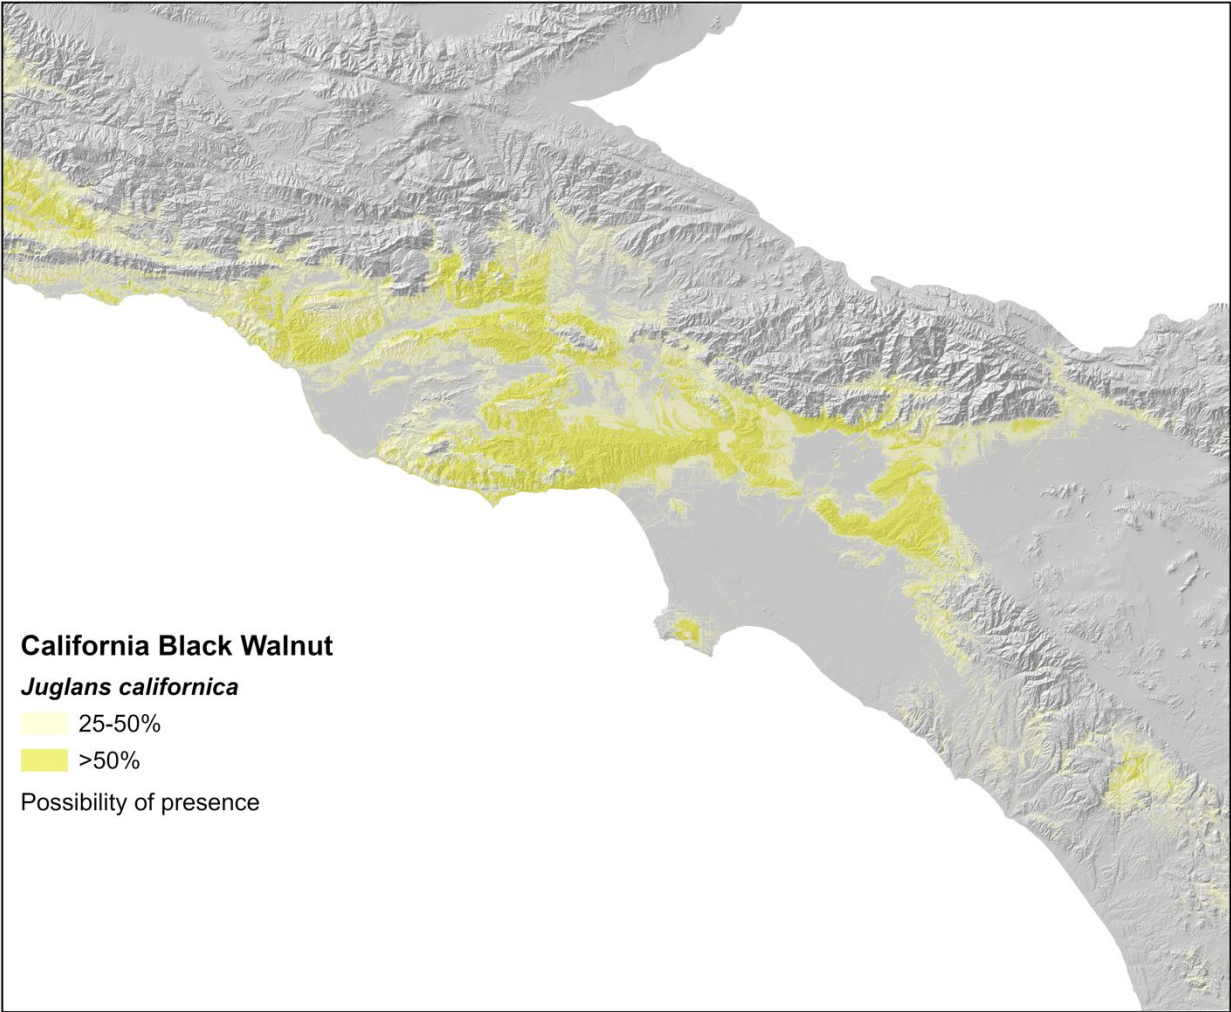 California Black Walnut
Juglans californica
25-50%
>50%
Possibility of presence